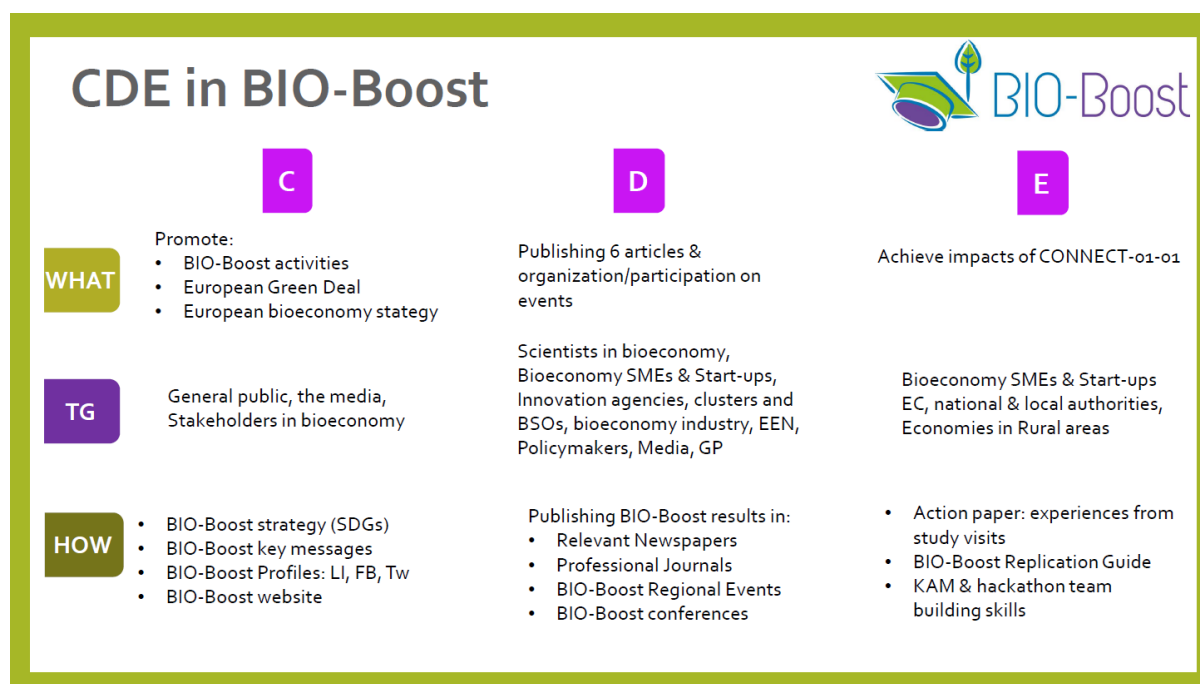 CDE in BIO-Boost
BIO-Boost
C
D
E
WHAT
Promote:
• BIO-Boost activities
• European Green Deal
• European bioeconomy stategy
Publishing 6 articles &
organization/participation on
events
Achieve impacts of CONNECT-01-01
TG
General public, the media,
Stakeholders in bioeconomy
Scientists in bioeconomy,
Bioeconomy SMEs & Start-ups,
Innovation agencies, clusters and
BSOs, bioeconomy industry, EEN,
Policymakers, Media, GP
Bioeconomy SMEs & Start-ups
EC, national & local authorities,
Economies in Rural areas
HOW
• BIO-Boost strategy (SDGs)
• BIO-Boost key messages
• BIO-Boost Profiles: LI, FB, Tw
• BIO-Boost website
Publishing BIO-Boost results in:
• Relevant Newspapers
• Professional Journals
• BIO-Boost Regional Events
• BIO-Boost conferences
• Action paper: experiences from
study visits
• BIO-Boost Replication Guide
• KAM & hackathon team
building skills